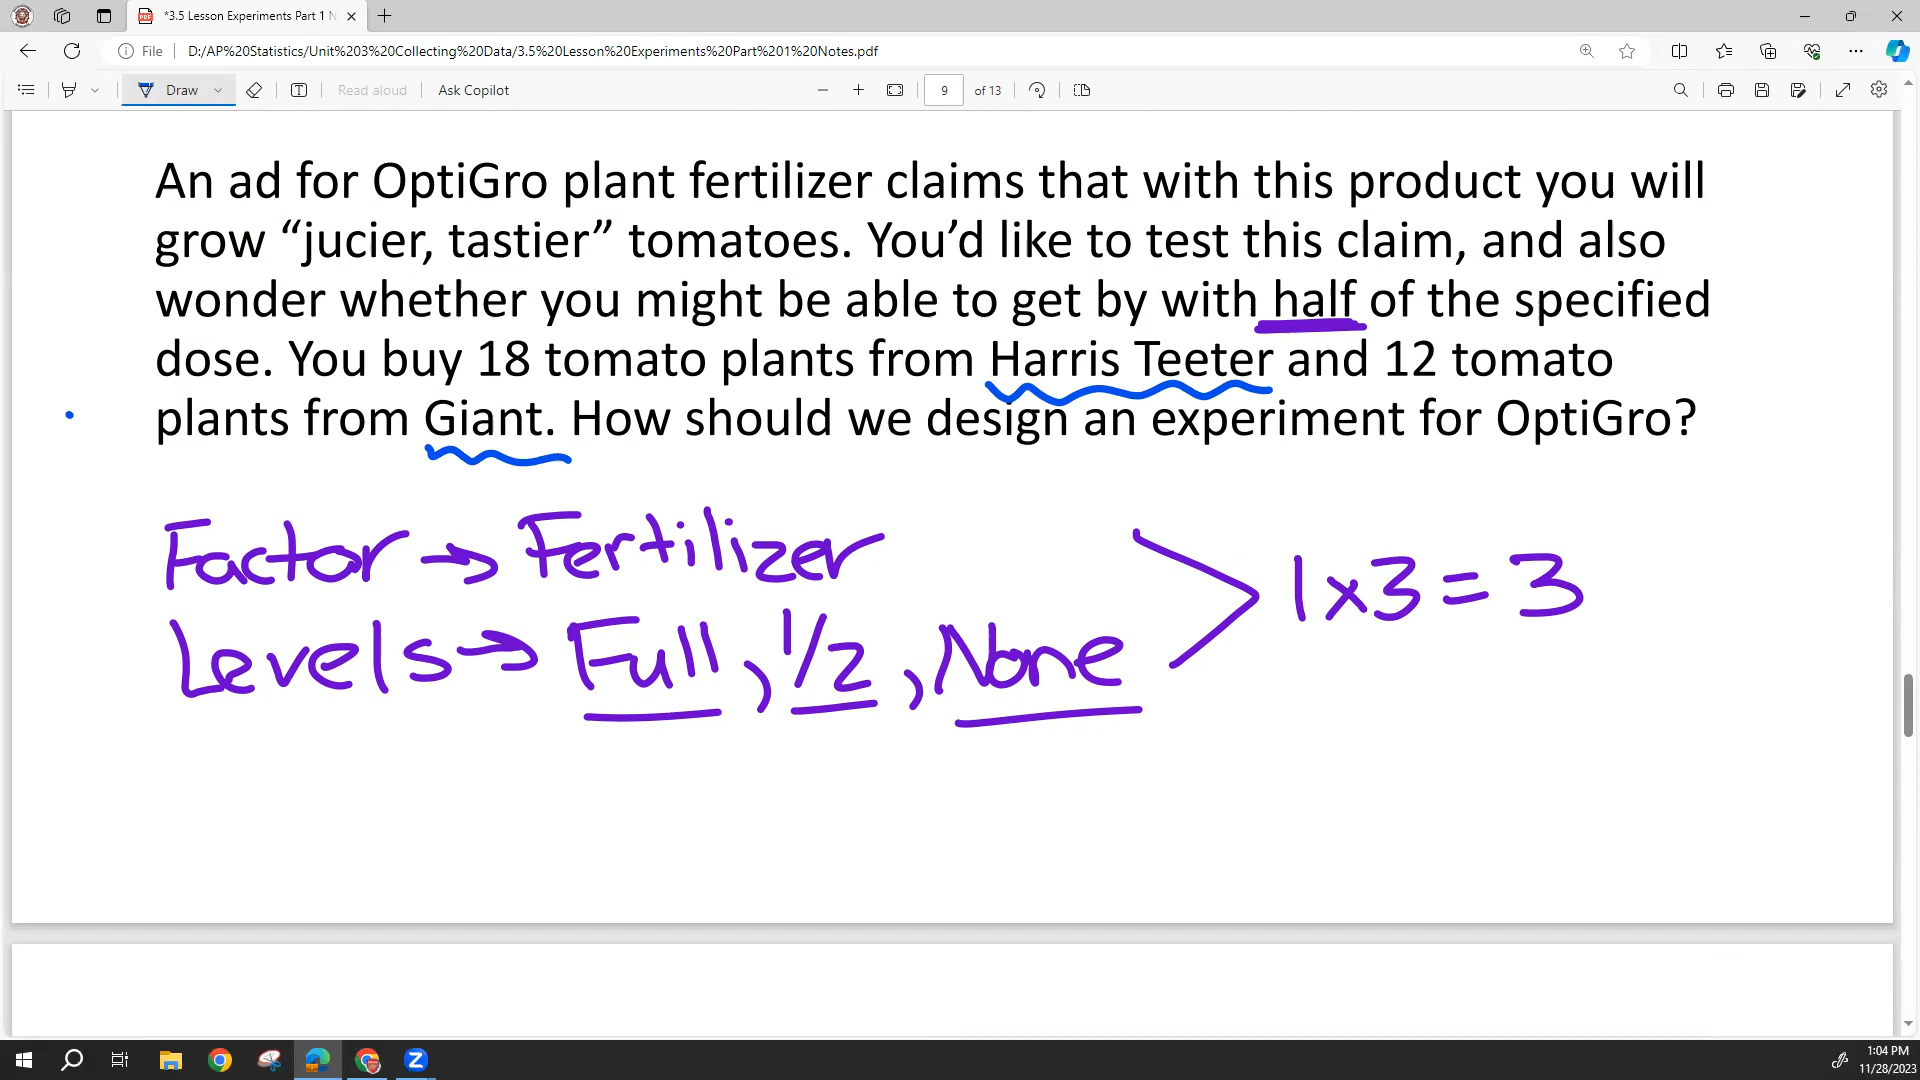 *3.5 Lesson Experiments Part 1 N
File D:/AP%20Statistics/Unit%203%20Collecting%20Data/3.5%20Lesson%20Experiments%20Part%201%20Notes.pdf
Draw Read aloud Ask Copilot 9 of 13
An ad for OptiGro plant fertilizer claims that with this product you will
grow “jucier, tastier” tomatoes. You’d like to test this claim, and also
wonder whether you might be able to get by with half of the specified
dose. You buy 18 tomato plants from Harris Teeter and 12 tomato
plants from Giant. How should we design an experiment for OptiGro?
Factor → Fertilizer
Levels → Full, 1/2, None
1x3 = 3
1:04 PM
11/28/2023